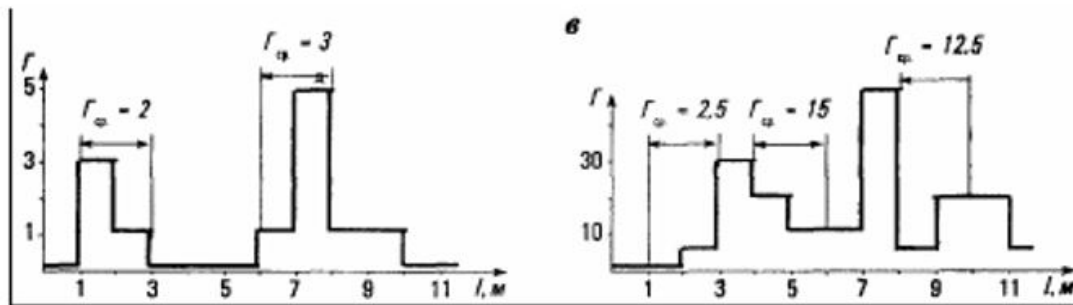 Г
Г ср. = 2
Г ср. = 3
5
3
1
1 3 5 7 9 11 l, м
в
Г
Г ср. = 2,5
Г ср. = 15
Г ср. = 12,5
30
10
1 3 5 7 9 11 l, м